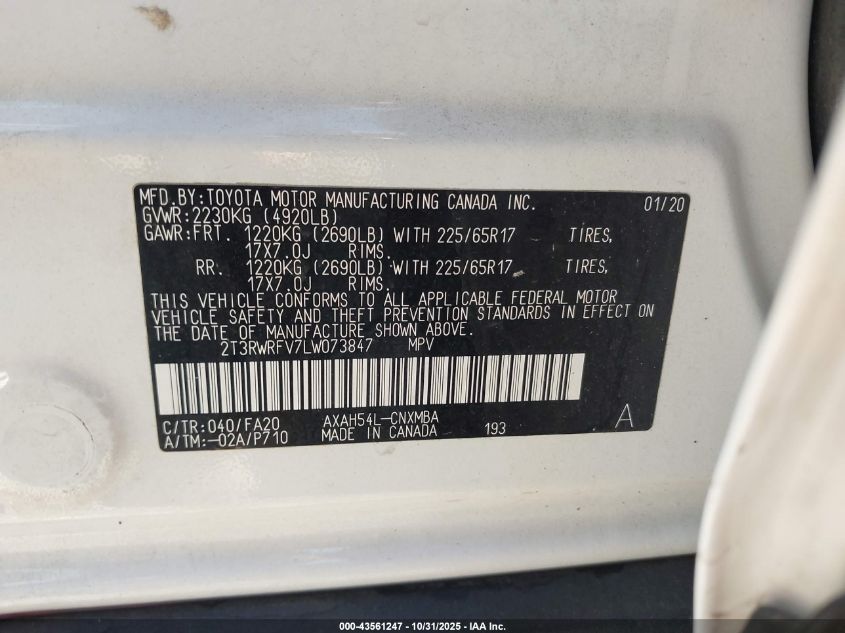 MFD.BY:TOYOTA MOTOR MANUFACTURING CANADA INC. 01/20
GVWR:2230KG (4920LB)
GAWR:FRT. 1220KG (2690LB) WITH 225/65R17 TIRES,
17X7.0J RIMS.
RR. 1220KG (2690LB) WITH 225/65R17 TIRES,
17X7.0J RIMS.
THIS VEHICLE CONFORMS TO ALL APPLICABLE FEDERAL MOTOR
VEHICLE SAFETY AND THEFT PREVENTION STANDARDS IN EFFECT ON
THE DATE OF MANUFACTURE SHOWN ABOVE.
2T3RWRFV7LW073847 MPV
C/TR:040/FA20 AXAH54L-CNXMBA
A/TM:-02A/P710 MADE IN CANADA 193 A
000-43561247 - 10/31/2025 - IAA Inc.